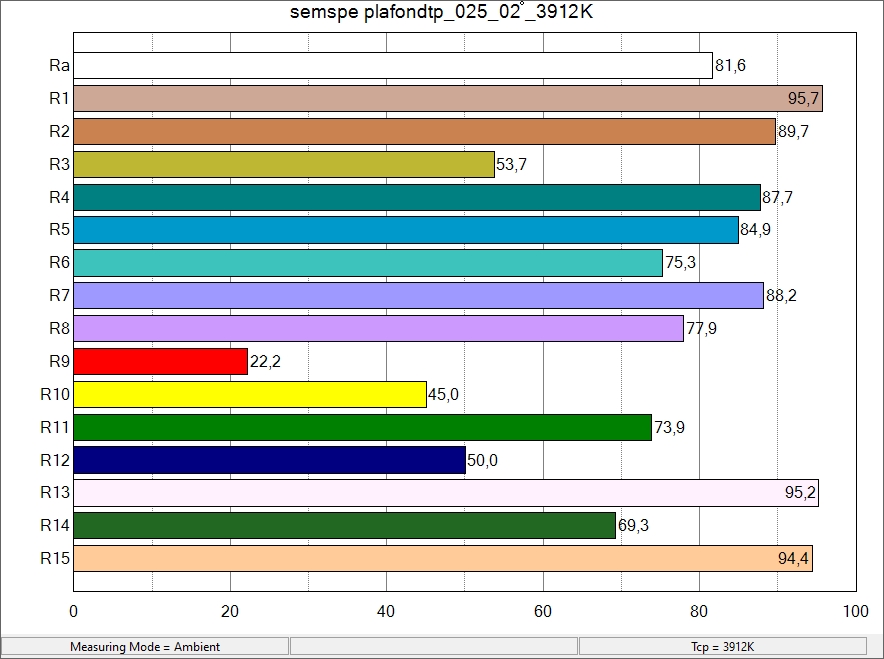 semspe plafondtp_025_02°_3912K
Ra 81,6
R1 95,7
R2 89,7
R3 53,7
R4 87,7
R5 84,9
R6 75,3
R7 88,2
R8 77,9
R9 22,2
R10 45,0
R11 73,9
R12 50,0
R13 95,2
R14 69,3
R15 94,4
0 20 40 60 80 100
Measuring Mode = Ambient Tcp = 3912K